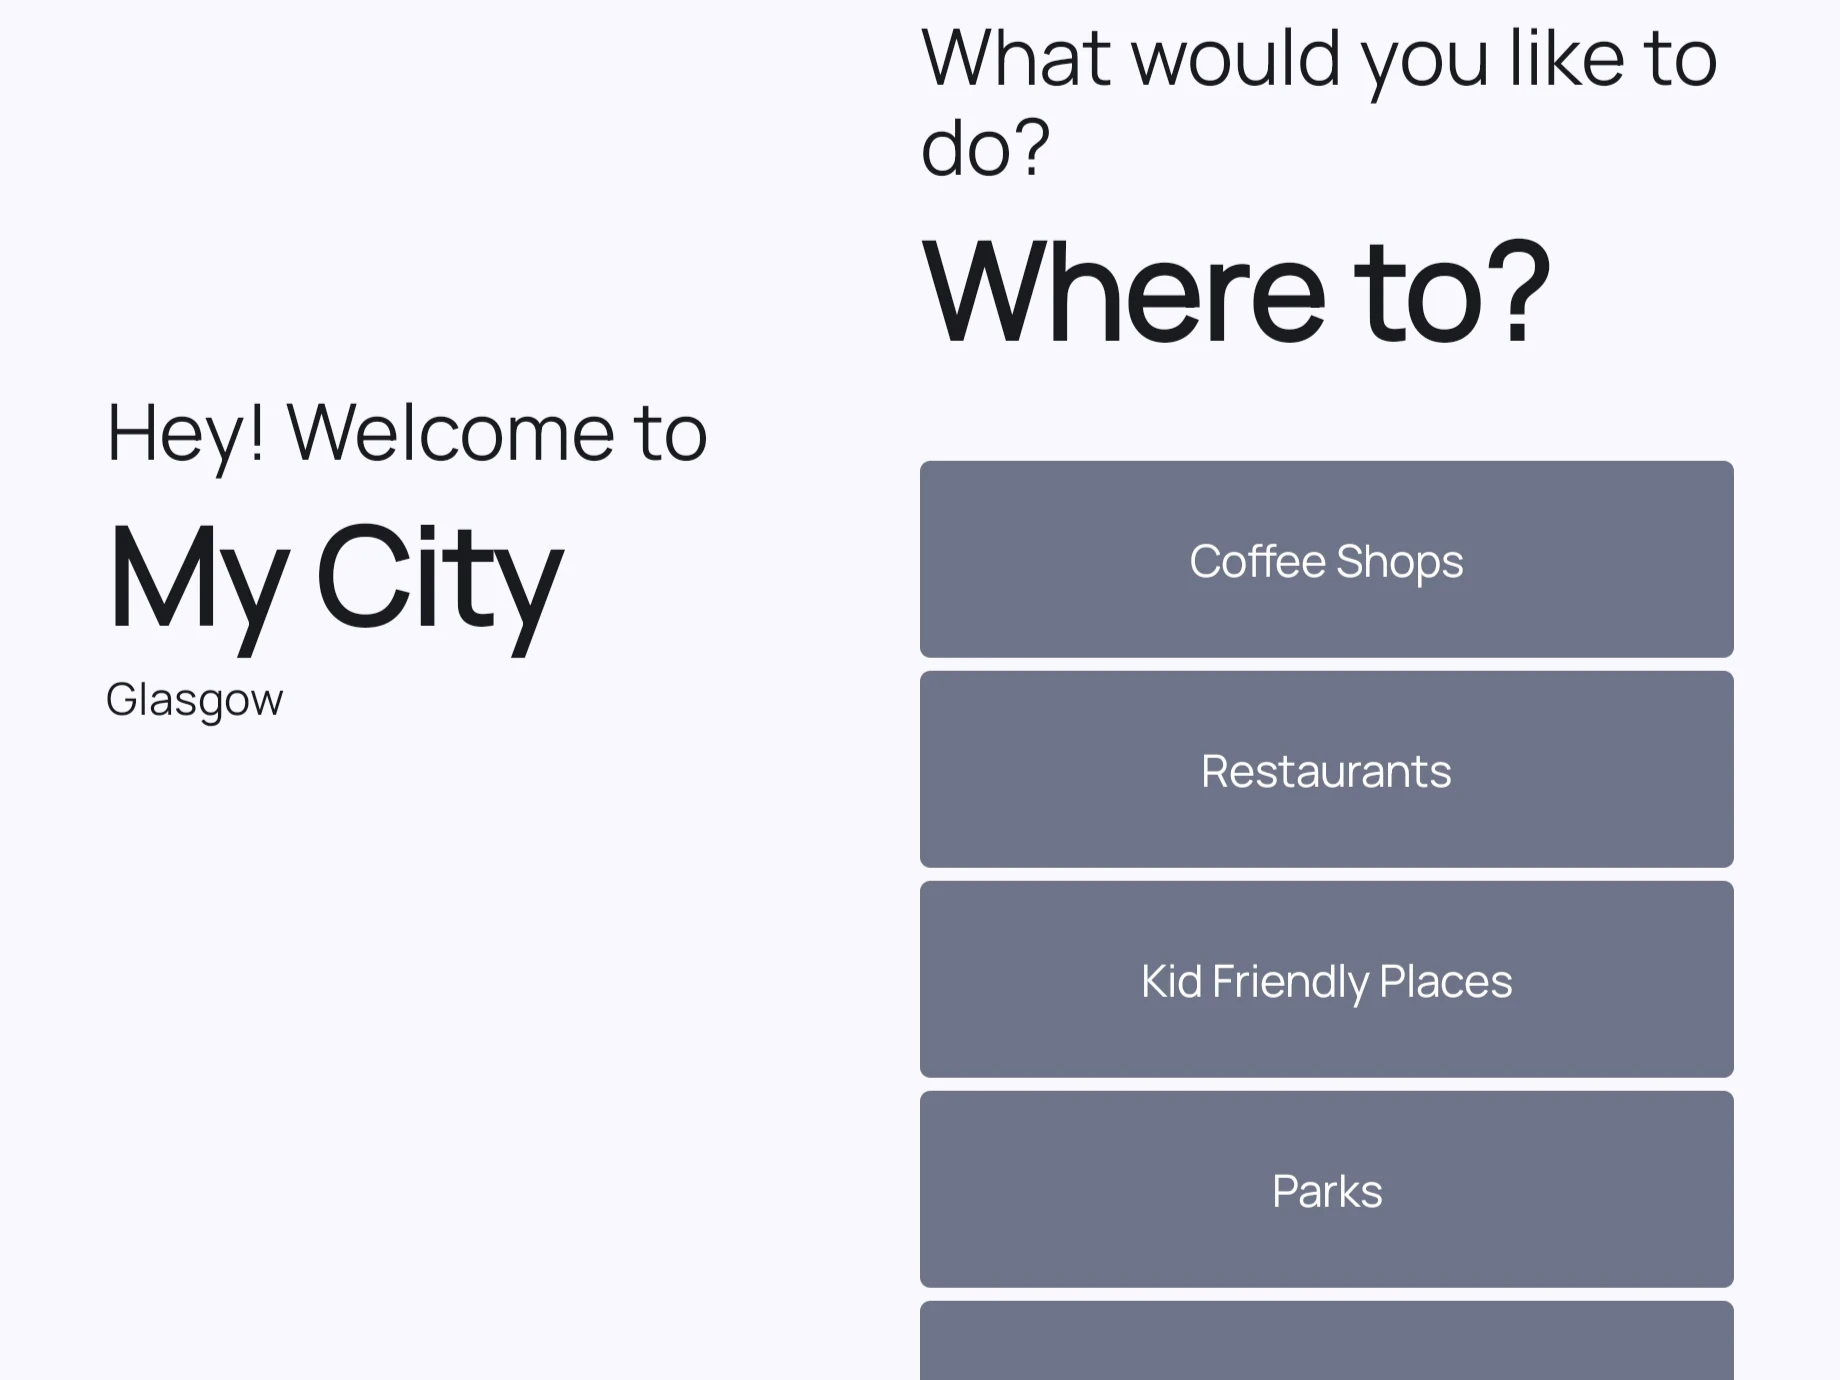 Hey! Welcome to
My City
Glasgow
What would you like to
do?
Where to?
Coffee Shops
Restaurants
Kid Friendly Places
Parks